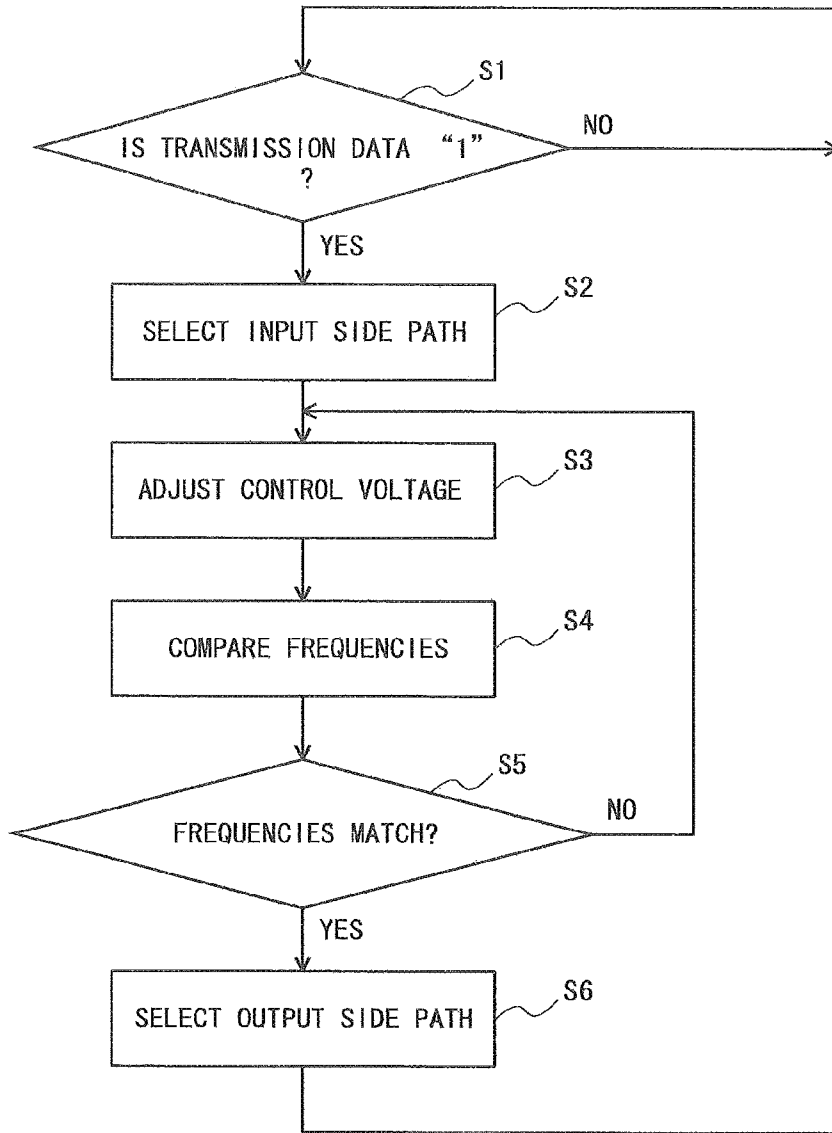 S1
IS TRANSMISSION DATA “1”
?
NO
YES
S2
SELECT INPUT SIDE PATH
S3
ADJUST CONTROL VOLTAGE
S4
COMPARE FREQUENCIES
S5
FREQUENCIES MATCH?
NO
YES
S6
SELECT OUTPUT SIDE PATH